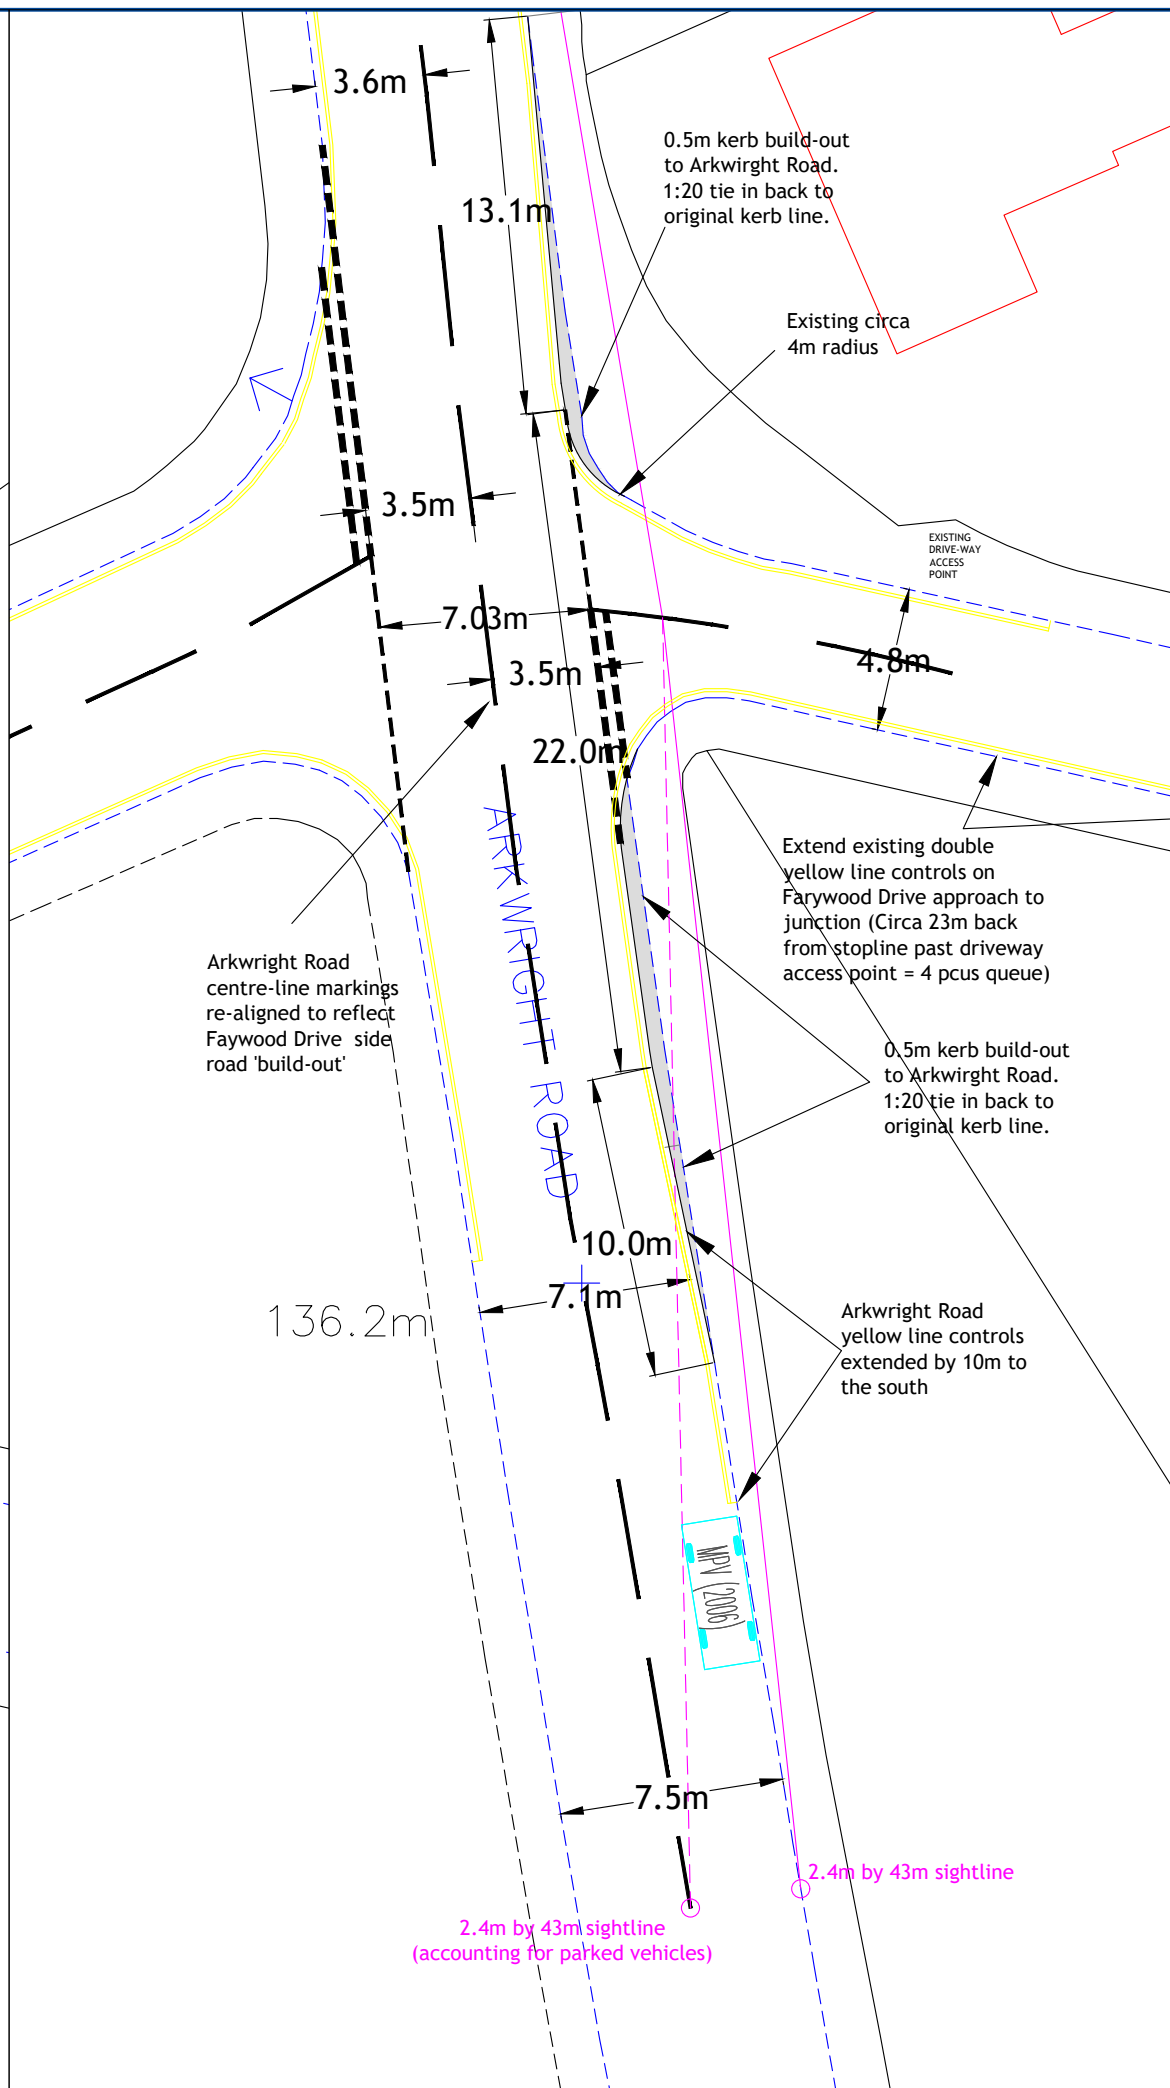 3.6m
0.5m kerb build-out
to Arkwirght Road.
1:20 tie in back to
original kerb line.
13.1m
Existing circa
4m radius
3.5m
EXISTING
DRIVE-WAY
ACCESS
POINT
7.03m
4.8m
3.5m
22.0m
ARKWRIGHT ROAD
Extend existing double
yellow line controls on
Farywood Drive approach to
junction (Circa 23m back
from stopline past driveway
access point = 4 pcus queue)
Arkwright Road
centre-line markings
re-aligned to reflect
Faywood Drive side
road 'build-out'
0.5m kerb build-out
to Arkwirght Road.
1:20 tie in back to
original kerb line.
10.0m
7.1m
136.2m
Arkwright Road
yellow line controls
extended by 10m to
the south
MPV (2006)
7.5m
2.4m by 43m sightline
2.4m by 43m sightline
(accounting for parked vehicles)